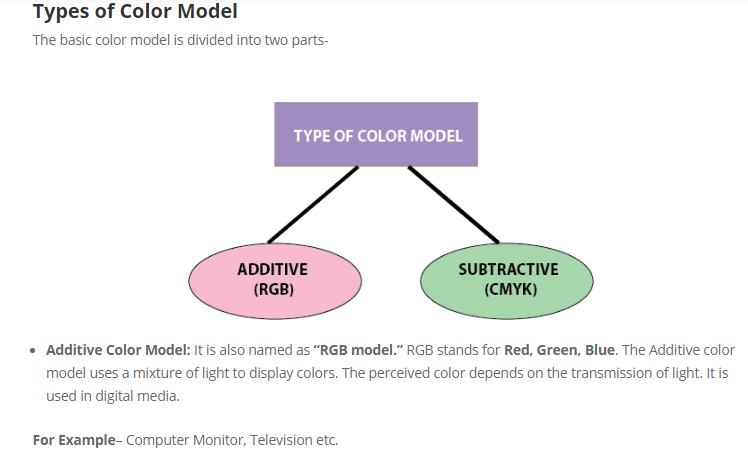 Types of Color Model
The basic color model is divided into two parts-
TYPE OF COLOR MODEL
ADDITIVE
(RGB)
SUBTRACTIVE
(CMYK)
• Additive Color Model: It is also named as “RGB model.” RGB stands for Red, Green, Blue. The Additive color
model uses a mixture of light to display colors. The perceived color depends on the transmission of light. It is
used in digital media.
For Example– Computer Monitor, Television etc.